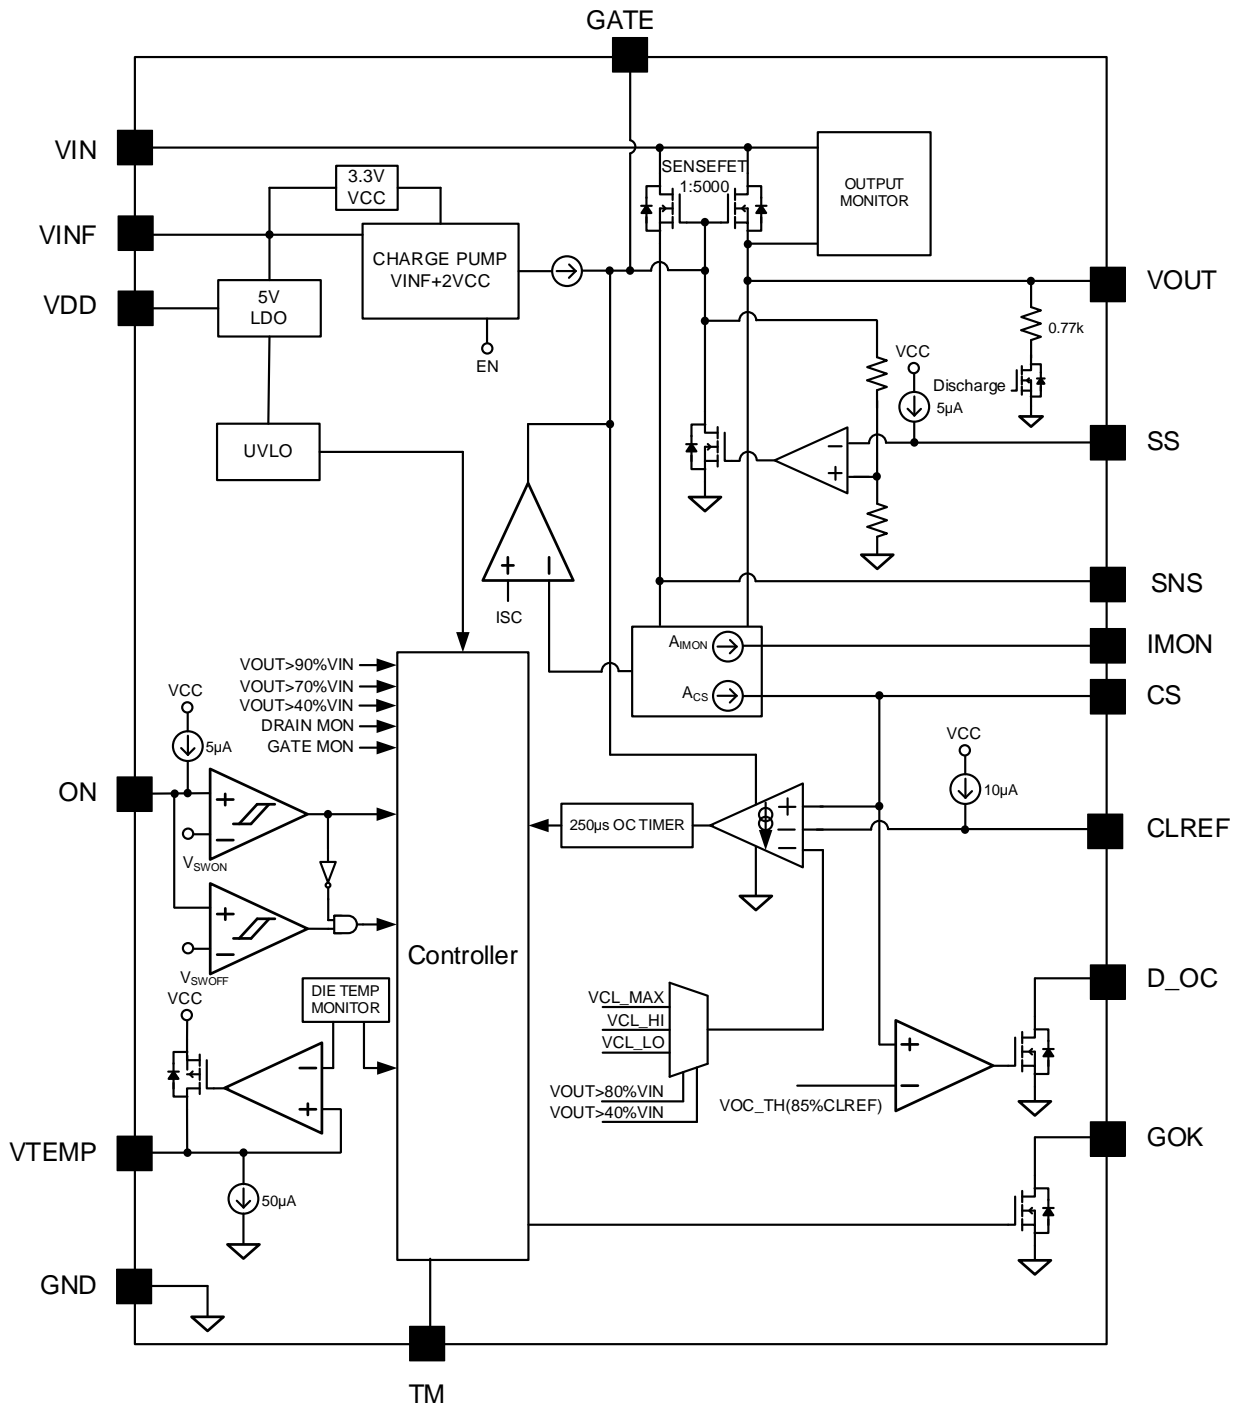 GATE
VIN
VINF
VDD
3.3V
VCC
CHARGE PUMP
VINF+2VCC
EN
5V
LDO
UVLO
SENSEFET
1:5000
OUTPUT
MONITOR
VOUT
0.77k
Discharge
VCC
5µA
SS
−
+
+
−
ISC
SNS
IMON
CS
A_IMON
A_CS
VOUT>90%VIN
VOUT>70%VIN
VOUT>40%VIN
DRAIN MON
GATE MON
VCC
5µA
ON
+
−
V_SWON
+
−
V_SWOFF
Controller
250µs OC TIMER
+
−
−
VCC
10µA
CLREF
VCL_MAX
VCL_HI
VCL_LO
VOUT>80%VIN
VOUT>40%VIN
+
−
VOC_TH(85%CLREF)
D_OC
GOK
DIE TEMP
MONITOR
VCC
−
+
VTEMP
50µA
GND
TM